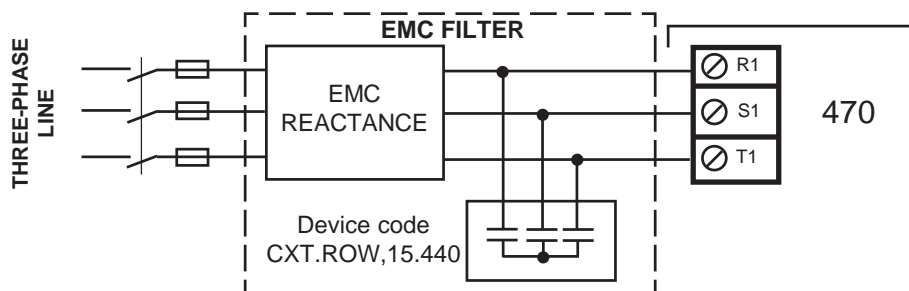 EMC FILTER
THREE-PHASE
LINE
EMC
REACTANCE
R1
S1
T1
470
Device code
CXT.ROW,15.440